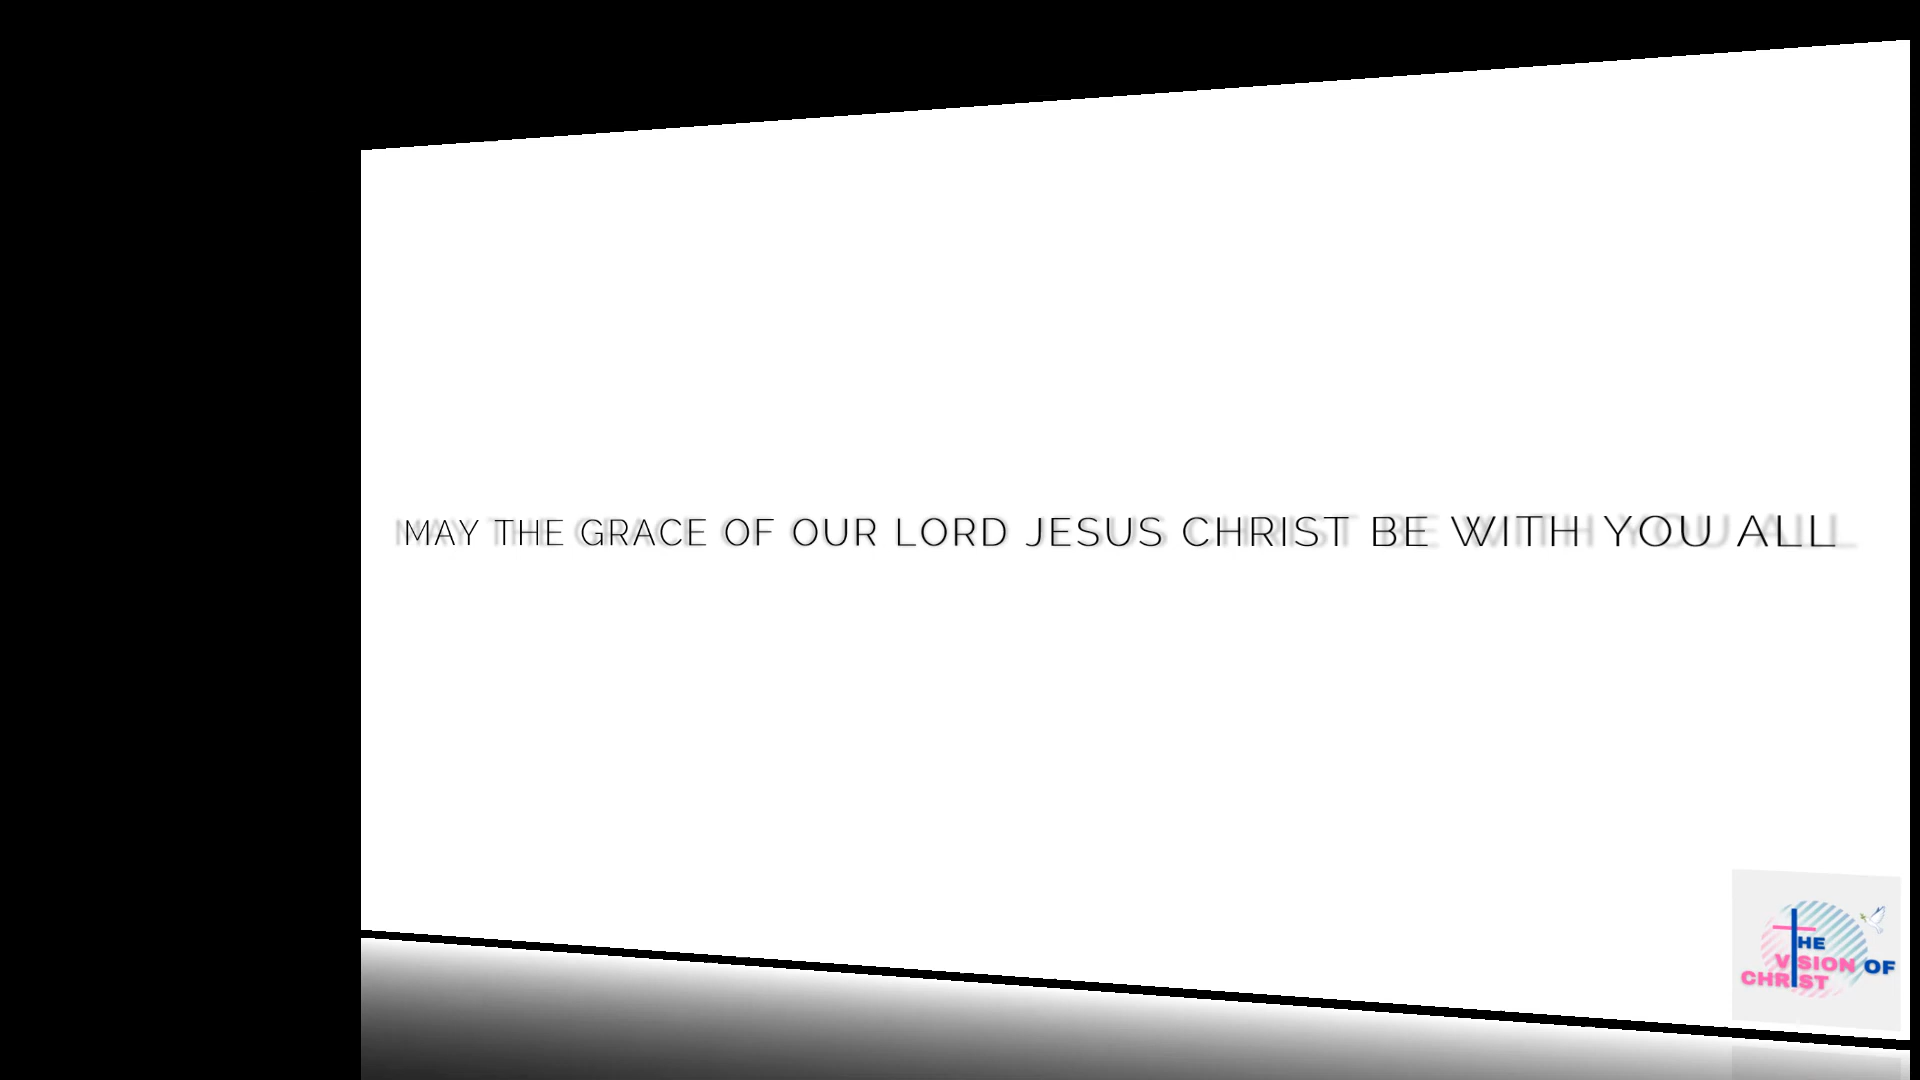 MAY THE GRACE OF OUR LORD JESUS CHRIST BE WITH YOU ALL
THE
VISION OF
CHRIST